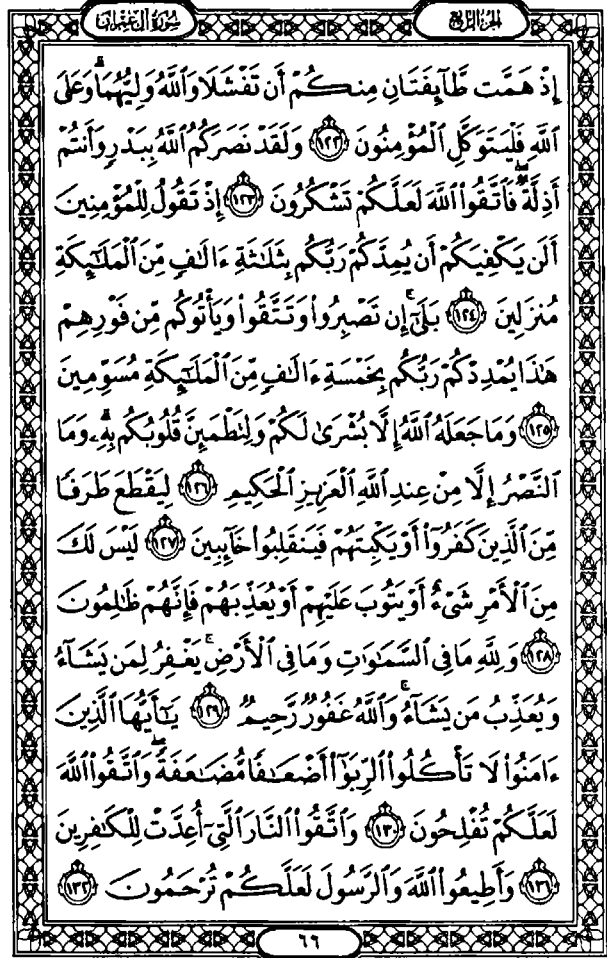 الجزء الرابع
سورة آل عمران
إِذْ هَمَّت طَّآئِفَتَانِ مِنكُمْ أَن تَفْشَلَا وَٱللَّهُ وَلِيُّهُمَاۗ وَعَلَى
ٱللَّهِ فَلْيَتَوَكَّلِ ٱلْمُؤْمِنُونَ ١٢٢ وَلَقَدْ نَصَرَكُمُ ٱللَّهُ بِبَدْرٍ وَأَنتُمْ
أَذِلَّةٌۖ فَٱتَّقُوا۟ ٱللَّهَ لَعَلَّكُمْ تَشْكُرُونَ ١٢٣ إِذْ تَقُولُ لِلْمُؤْمِنِينَ
أَلَن يَكْفِيَكُمْ أَن يُمِدَّكُمْ رَبُّكُم بِثَلَـٰثَةِ ءَالَـٰفٍ مِّنَ ٱلْمَلَـٰٓئِكَةِ
مُنزَلِينَ ١٢٤ بَلَىٰٓۚ إِن تَصْبِرُوا۟ وَتَتَّقُوا۟ وَيَأْتُوكُم مِّن فَوْرِهِمْ
هَـٰذَا يُمْدِدْكُمْ رَبُّكُم بِخَمْسَةِ ءَالَـٰفٍ مِّنَ ٱلْمَلَـٰٓئِكَةِ مُسَوِّمِينَ
١٢٥ وَمَا جَعَلَهُ ٱللَّهُ إِلَّا بُشْرَىٰ لَكُمْ وَلِتَطْمَئِنَّ قُلُوبُكُم بِهِۦۗ وَمَا
ٱلنَّصْرُ إِلَّا مِنْ عِندِ ٱللَّهِ ٱلْعَزِيزِ ٱلْحَكِيمِ ١٢٦ لِيَقْطَعَ طَرَفًا
مِّنَ ٱلَّذِينَ كَفَرُوٓا۟ أَوْ يَكْبِتَهُمْ فَيَنقَلِبُوا۟ خَآئِبِينَ ١٢٧ لَيْسَ لَكَ
مِنَ ٱلْأَمْرِ شَىْءٌ أَوْ يَتُوبَ عَلَيْهِمْ أَوْ يُعَذِّبَهُمْ فَإِنَّهُمْ ظَـٰلِمُونَ
١٢٨ وَلِلَّهِ مَا فِى ٱلسَّمَـٰوَٰتِ وَمَا فِى ٱلْأَرْضِۚ يَغْفِرُ لِمَن يَشَآءُ
وَيُعَذِّبُ مَن يَشَآءُۚ وَٱللَّهُ غَفُورٌ رَّحِيمٌ ١٢٩ يَـٰٓأَيُّهَا ٱلَّذِينَ
ءَامَنُوا۟ لَا تَأْكُلُوا۟ ٱلرِّبَوٰٓا۟ أَضْعَـٰفًا مُّضَـٰعَفَةًۖ وَٱتَّقُوا۟ ٱللَّهَ
لَعَلَّكُمْ تُفْلِحُونَ ١٣٠ وَٱتَّقُوا۟ ٱلنَّارَ ٱلَّتِىٓ أُعِدَّتْ لِلْكَـٰفِرِينَ
١٣١ وَأَطِيعُوا۟ ٱللَّهَ وَٱلرَّسُولَ لَعَلَّكُمْ تُرْحَمُونَ ١٣٢
٦٦